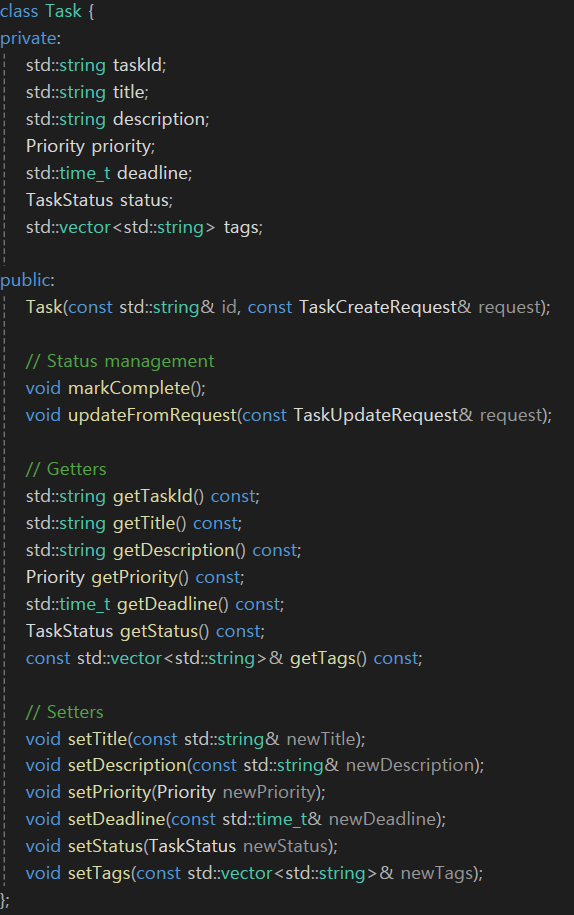 class Task {
private:
    std::string taskId;
    std::string title;
    std::string description;
    Priority priority;
    std::time_t deadline;
    TaskStatus status;
    std::vector<std::string> tags;

public:
    Task(const std::string& id, const TaskCreateRequest& request);

    // Status management
    void markComplete();
    void updateFromRequest(const TaskUpdateRequest& request);

    // Getters
    std::string getTaskId() const;
    std::string getTitle() const;
    std::string getDescription() const;
    Priority getPriority() const;
    std::time_t getDeadline() const;
    TaskStatus getStatus() const;
    const std::vector<std::string>& getTags() const;

    // Setters
    void setTitle(const std::string& newTitle);
    void setDescription(const std::string& newDescription);
    void setPriority(Priority newPriority);
    void setDeadline(const std::time_t& newDeadline);
    void setStatus(TaskStatus newStatus);
    void setTags(const std::vector<std::string>& newTags);
};